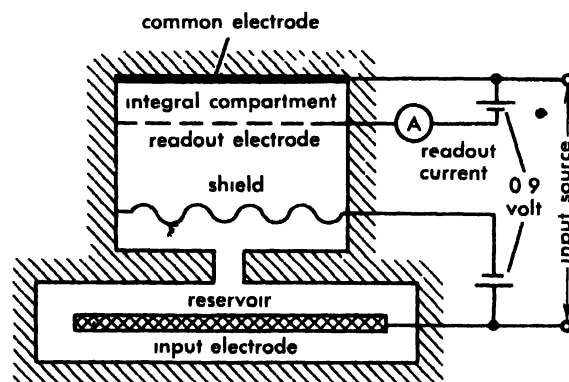 common electrode
integral compartment
readout electrode
A
readout
current
shield
0 9
volt
input source
reservoir
input electrode